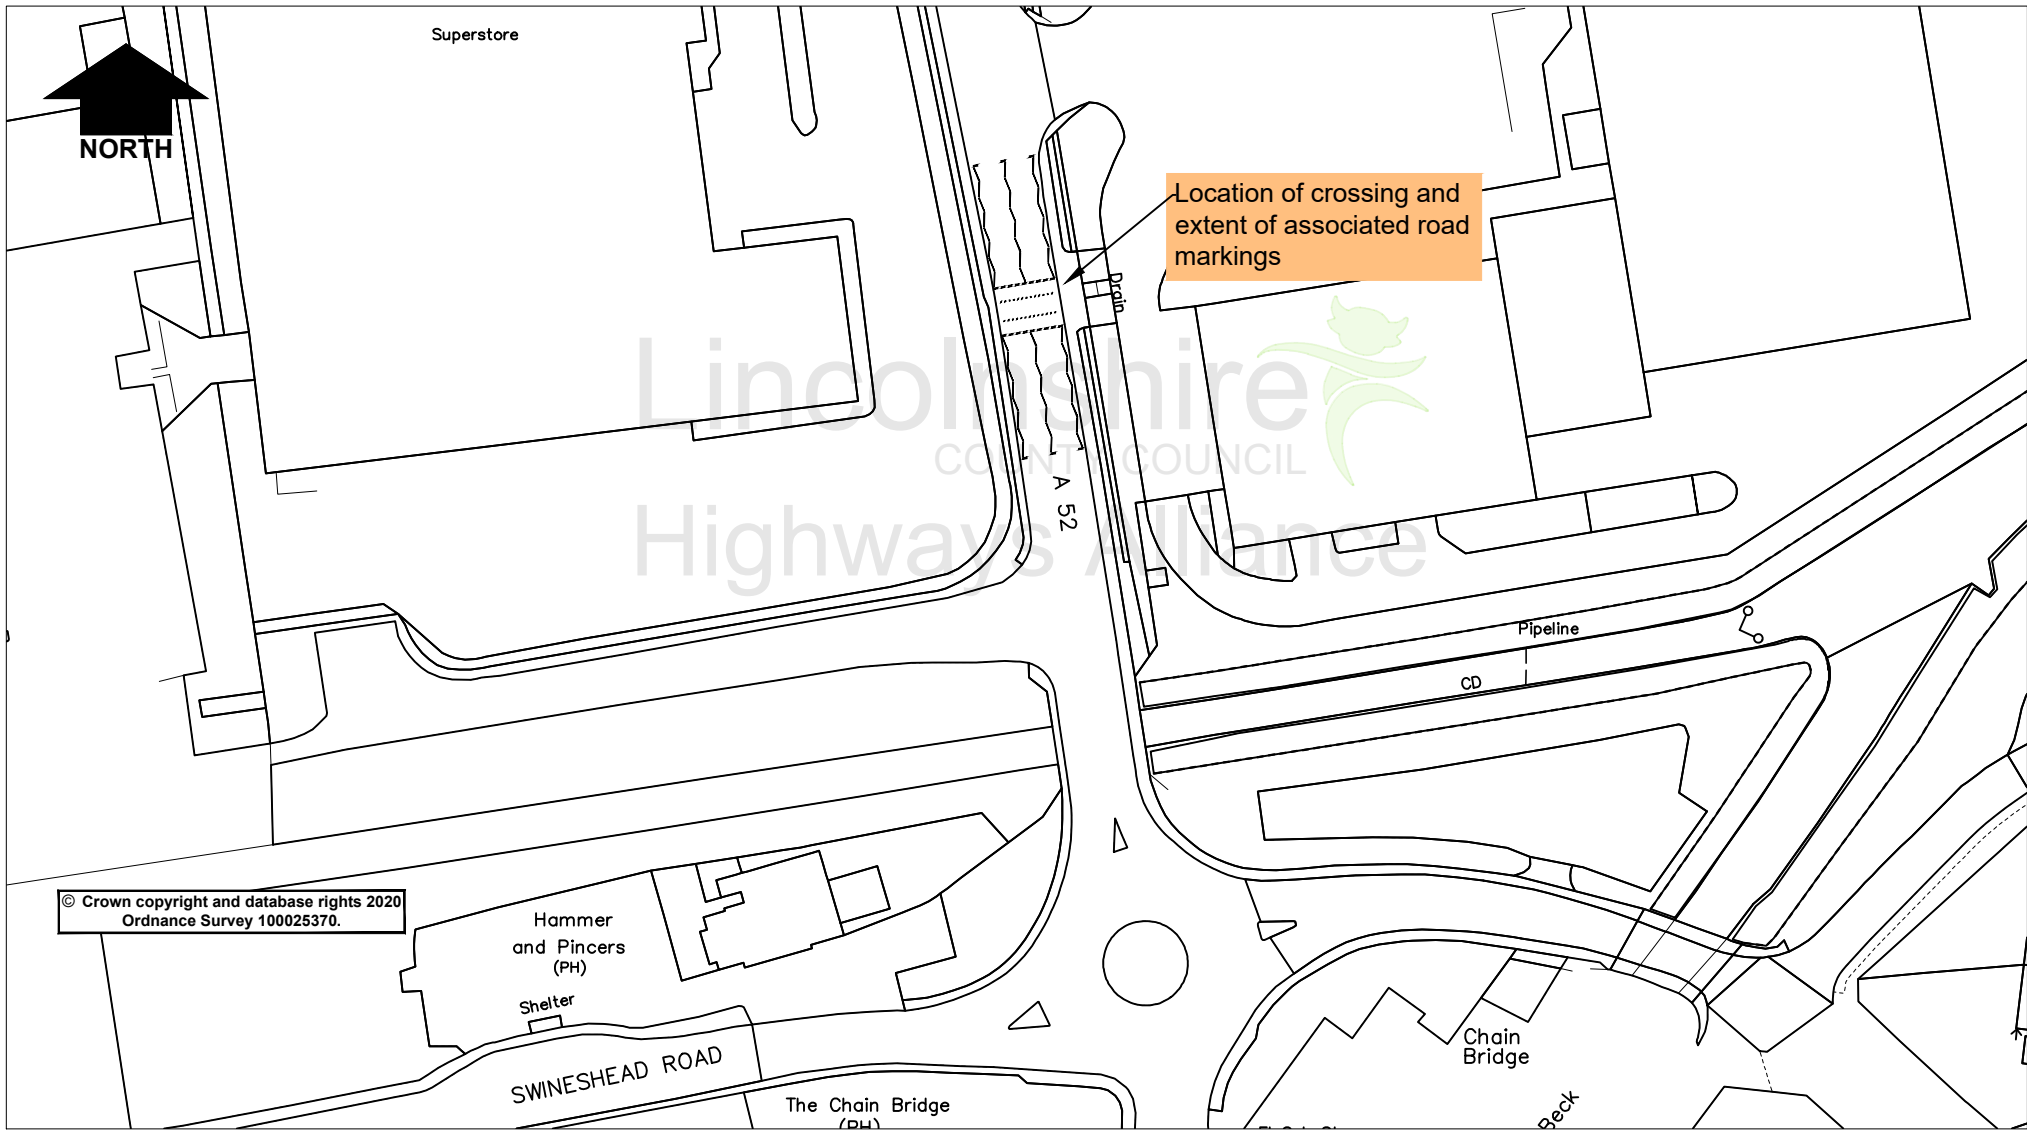 Superstore
NORTH
Location of crossing and
extent of associated road
markings
Drain
Lincolnshire
COUNTY COUNCIL
Highways Alliance
A 52
Pipeline
CD
© Crown copyright and database rights 2020
Ordnance Survey 100025370.
Hammer
and Pincers
(PH)
Shelter
SWINESHEAD ROAD
Chain
Bridge
The Chain Bridge
(PH)
Beck